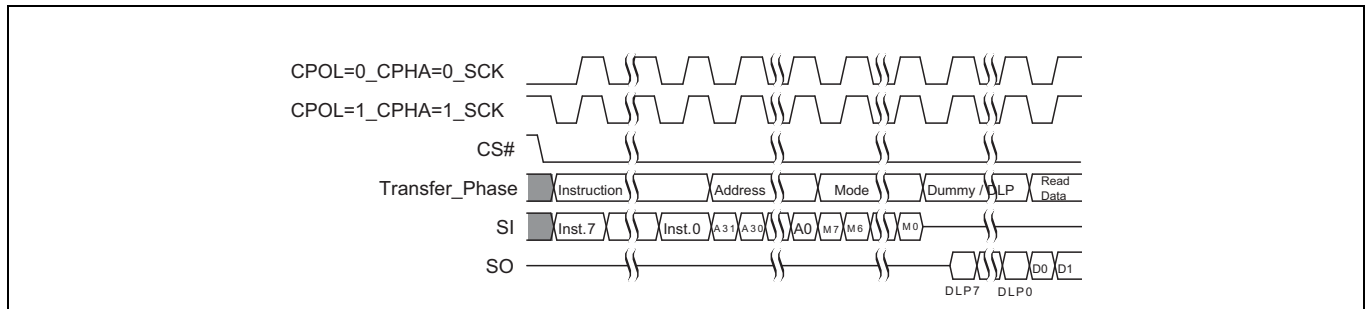 CPOL=0_CPHA=0_SCK
CPOL=1_CPHA=1_SCK
CS#
Transfer_Phase Instruction Address Mode Dummy / DLP Read Data
SI Inst.7 Inst.0 A31 A30 A0 M7 M6 M0
SO D0 D1
DLP7 DLP0